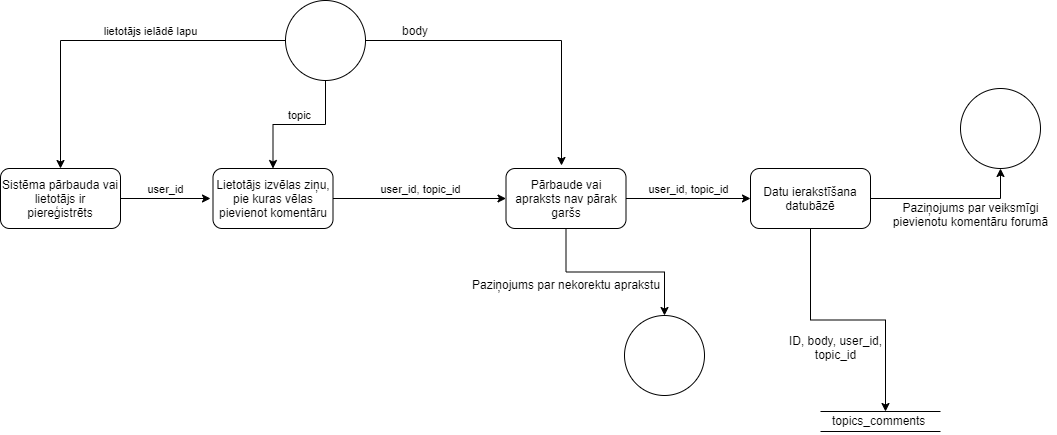 lietotājs ielādē lapu
body
topic
Sistēma pārbauda vai
lietotājs ir
piereģistrēts
user_id
Lietotājs izvēlas ziņu,
pie kuras vēlas
pievienot komentāru
user_id, topic_id
Pārbaude vai
apraksts nav pārak
garšs
user_id, topic_id
Datu ierakstīšana
datubāzē
Paziņojums par veiksmīgi
pievienotu komentāru forumā
Paziņojums par nekorektu aprakstu
ID, body, user_id,
topic_id
topics_comments